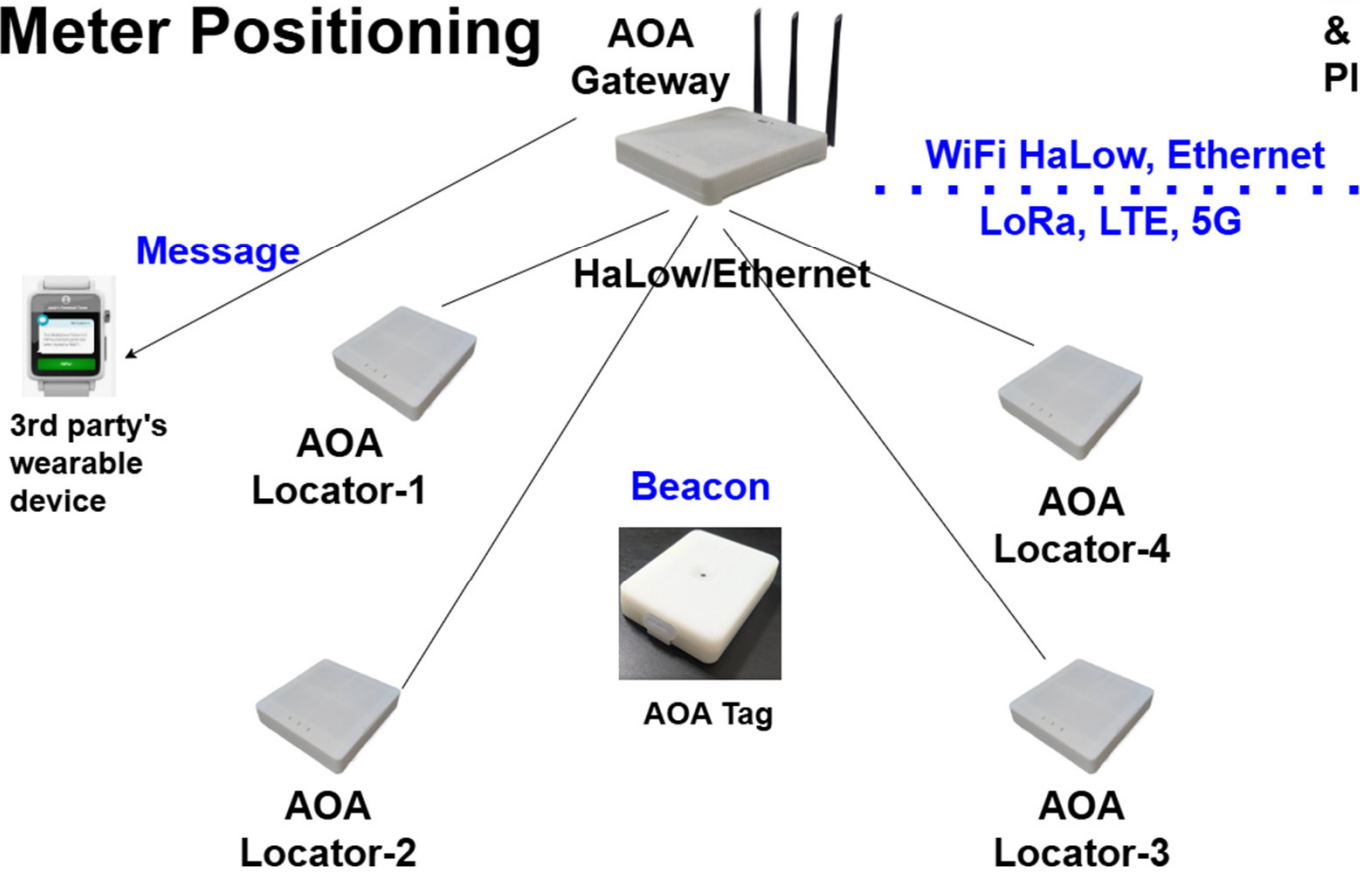 Meter Positioning
AOA
Gateway
&
PI
WiFi HaLow, Ethernet
LoRa, LTE, 5G
Message
HaLow/Ethernet
3rd party's
wearable
device
AOA
Locator-1
Beacon
AOA
Locator-4
AOA Tag
AOA
Locator-2
AOA
Locator-3